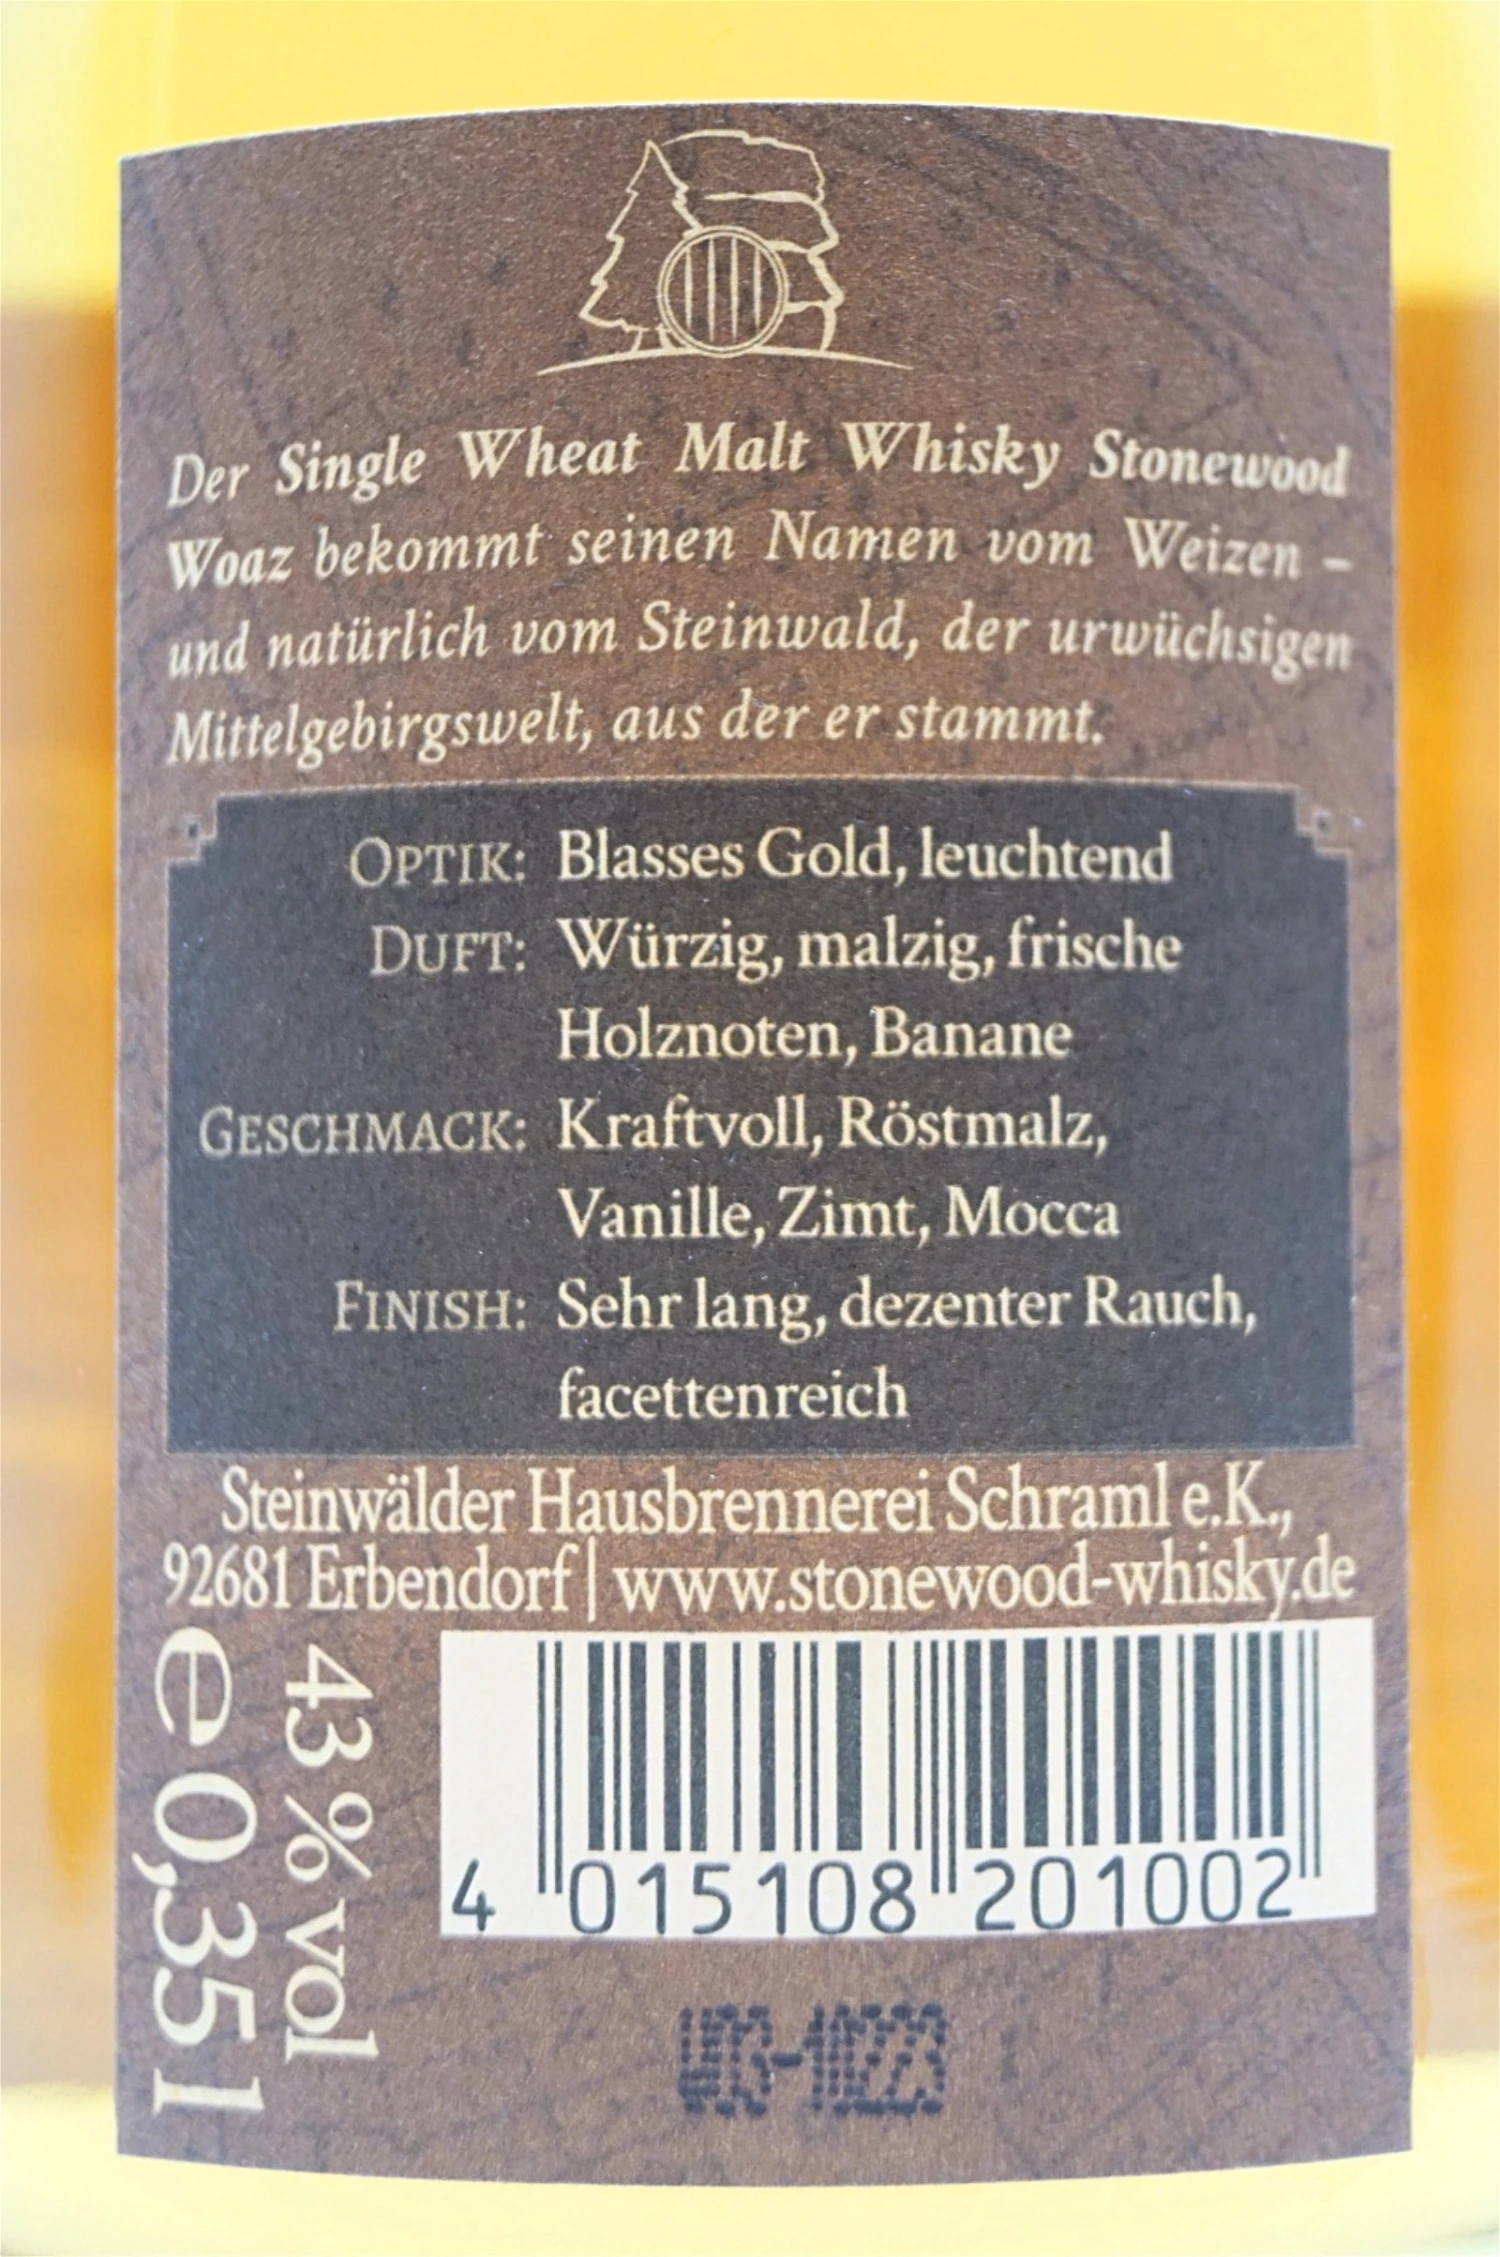 Der Single Wheat Malt Whisky Stonewood
Woaz bekommt seinen Namen vom Weizen –
und natürlich vom Steinwald, der urwüchsigen
Mittelgebirgswelt, aus der er stammt.
OPTIK: Blasses Gold, leuchtend
DUFT: Würzig, malzig, frische
Holznoten, Banane
GESCHMACK: Kraftvoll, Röstmalz,
Vanille, Zimt, Mocca
FINISH: Sehr lang, dezenter Rauch,
facettenreich
Steinwälder Hausbrennerei Schraml e.K.,
92681 Erbendorf | www.stonewood-whisky.de
43 % vol
e 0,35 l
4 015108 201002